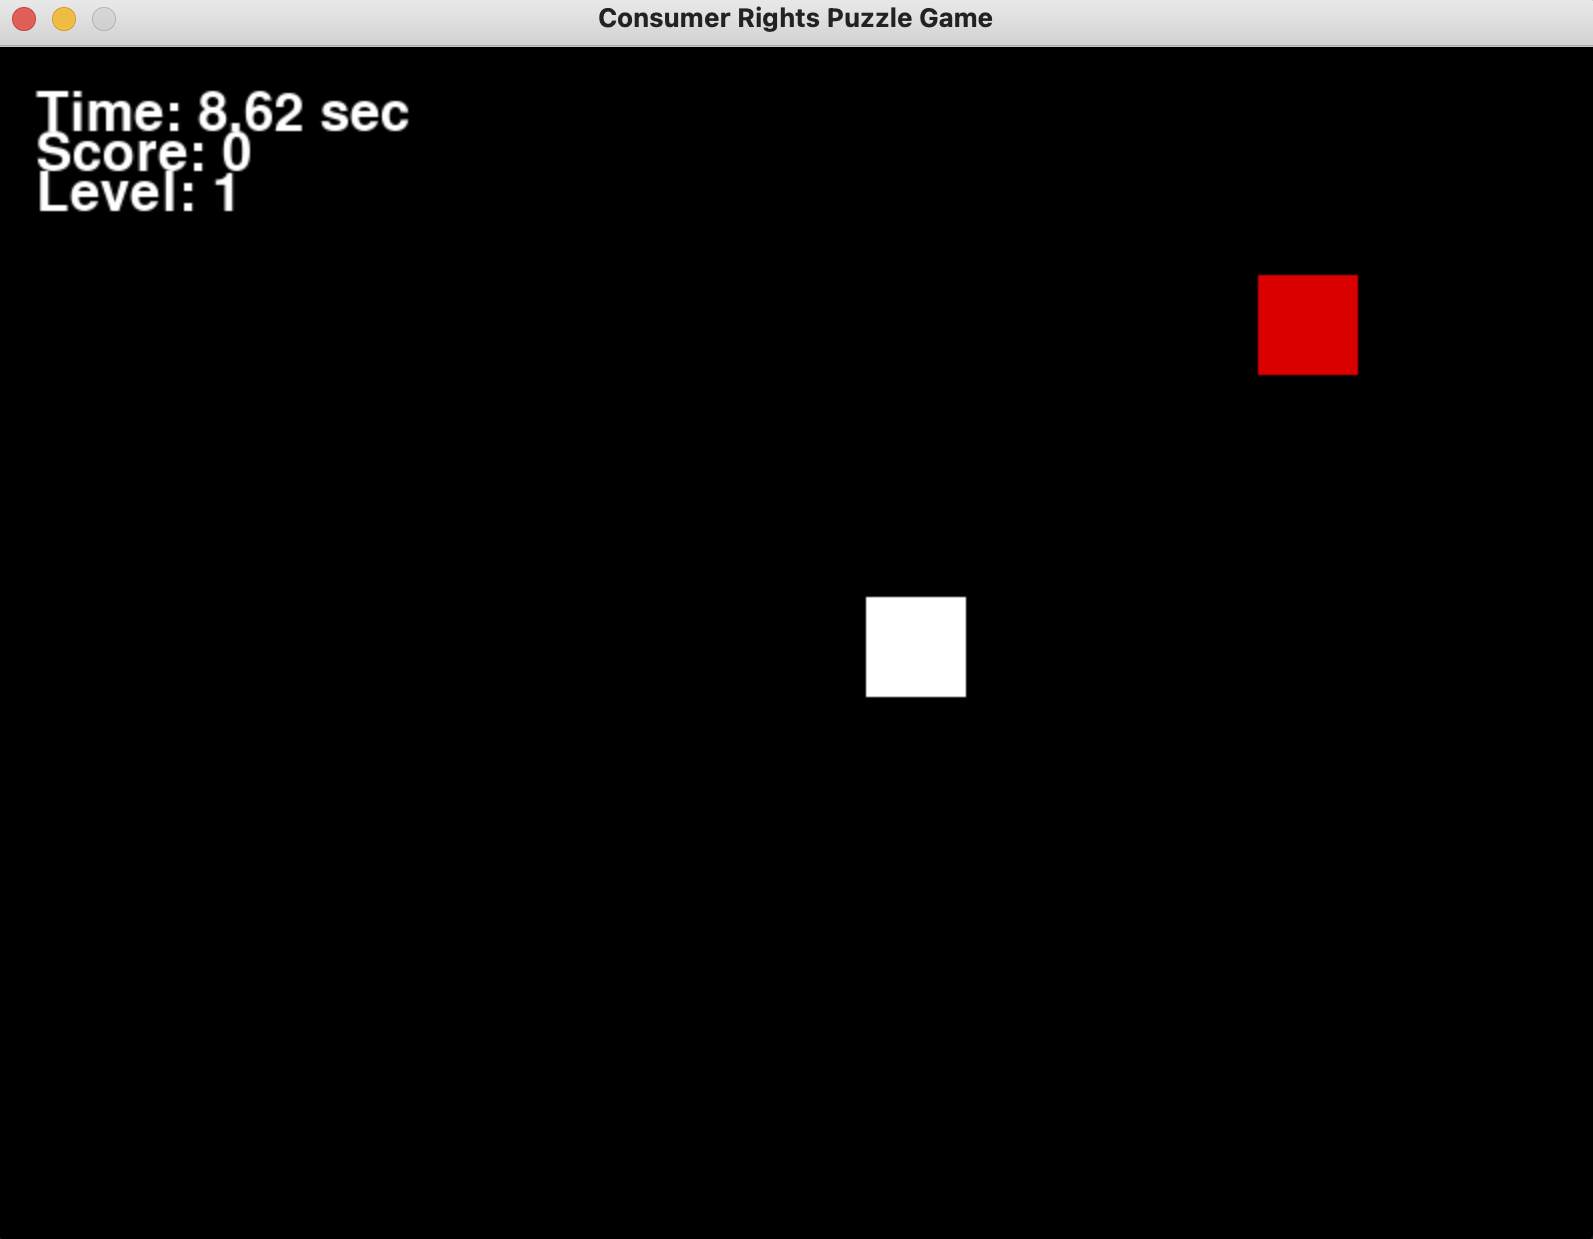 Consumer Rights Puzzle Game
Time: 8.62 sec
Score: 0
Level: 1